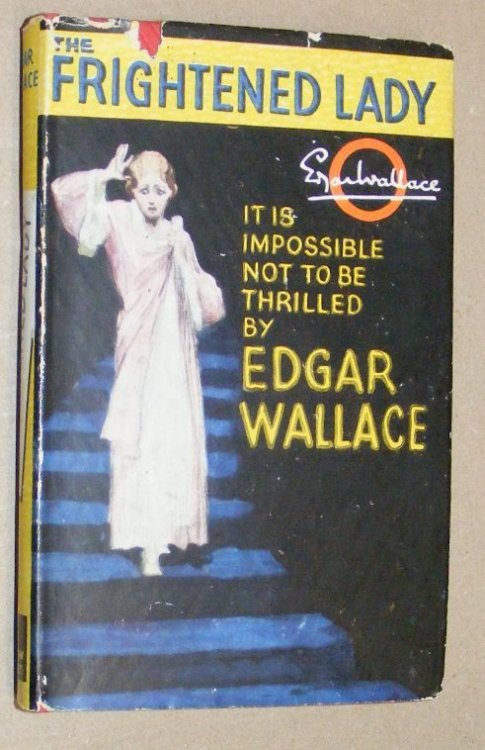 THE
FRIGHTENED LADY
Edgar Wallace
IT IS
IMPOSSIBLE
NOT TO BE
THRILLED
BY
EDGAR
WALLACE